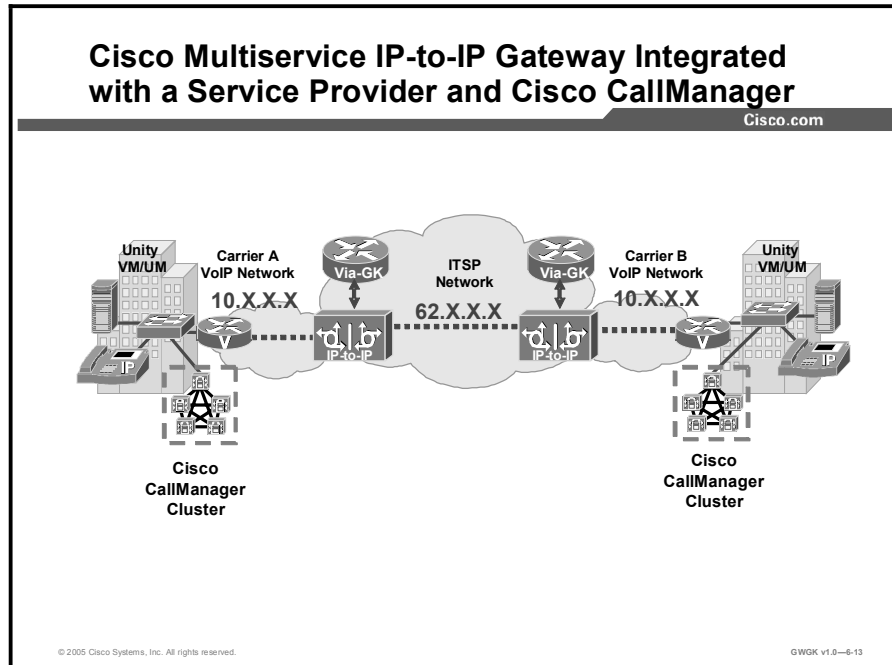 Cisco Multiservice IP-to-IP Gateway Integrated
with a Service Provider and Cisco CallManager
Cisco.com
Unity
VM/UM
Carrier A
VoIP Network
10.X.X.X
Via-GK
ITSP
Network
62.X.X.X
Via-GK
Carrier B
VoIP Network
10.X.X.X
Unity
VM/UM
IP
V
IP-to-IP
IP-to-IP
V
IP
Cisco
CallManager
Cluster
Cisco
CallManager
Cluster
© 2005 Cisco Systems, Inc. All rights reserved.
GWGK v1.0—6-13